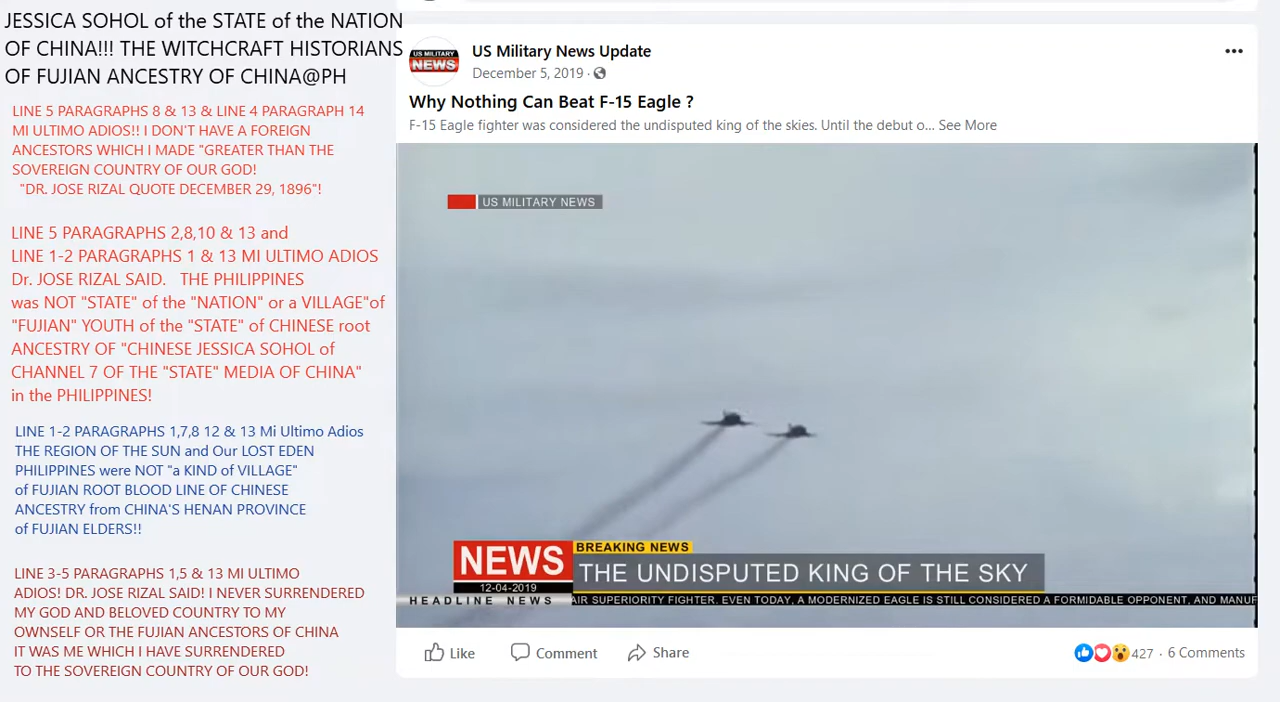 JESSICA SOHOL of the STATE of the NATION
OF CHINA!!! THE WITCHCRAFT HISTORIANS
OF FUJIAN ANCESTRY OF CHINA@PH
LINE 5 PARAGRAPHS 8 & 13 & LINE 4 PARAGRAPH 14
MI ULTIMO ADIOS!! I DON'T HAVE A FOREIGN
ANCESTORS WHICH I MADE "GREATER THAN THE
SOVEREIGN COUNTRY OF OUR GOD!
"DR. JOSE RIZAL QUOTE DECEMBER 29, 1896"!
LINE 5 PARAGRAPHS 2,8,10 & 13 and
LINE 1-2 PARAGRAPHS 1 & 13 MI ULTIMO ADIOS
Dr. JOSE RIZAL SAID. THE PHILIPPINES
was NOT "STATE" of the "NATION" or a VILLAGE"of
"FUJIAN" YOUTH of the "STATE" of CHINESE root
ANCESTRY OF "CHINESE JESSICA SOHOL of
CHANNEL 7 OF THE "STATE" MEDIA OF CHINA"
in the PHILIPPINES!
LINE 1-2 PARAGRAPHS 1,7,8 12 & 13 Mi Ultimo Adios
THE REGION OF THE SUN and Our LOST EDEN
PHILIPPINES were NOT "a KIND of VILLAGE"
of FUJIAN ROOT BLOOD LINE OF CHINESE
ANCESTRY from CHINA'S HENAN PROVINCE
of FUJIAN ELDERS!!
LINE 3-5 PARAGRAPHS 1,5 & 13 MI ULTIMO
ADIOS! DR. JOSE RIZAL SAID! I NEVER SURRENDERED
MY GOD AND BELOVED COUNTRY TO MY
OWNSELF OR THE FUJIAN ANCESTORS OF CHINA
IT WAS ME WHICH I HAVE SURRENDERED
TO THE SOVEREIGN COUNTRY OF OUR GOD!
US MILITARY
NEWS
US Military News Update
December 5, 2019 ·
Why Nothing Can Beat F-15 Eagle ?
F-15 Eagle fighter was considered the undisputed king of the skies. Until the debut o... See More
US MILITARY NEWS
NEWS
BREAKING NEWS
THE UNDISPUTED KING OF THE SKY
12-04-2019
HEADLINE NEWS
AIR SUPERIORITY FIGHTER. EVEN TODAY, A MODERNIZED EAGLE IS STILL CONSIDERED A FORMIDABLE OPPONENT, AND MANUF
Like
Comment
Share
427 · 6 Comments